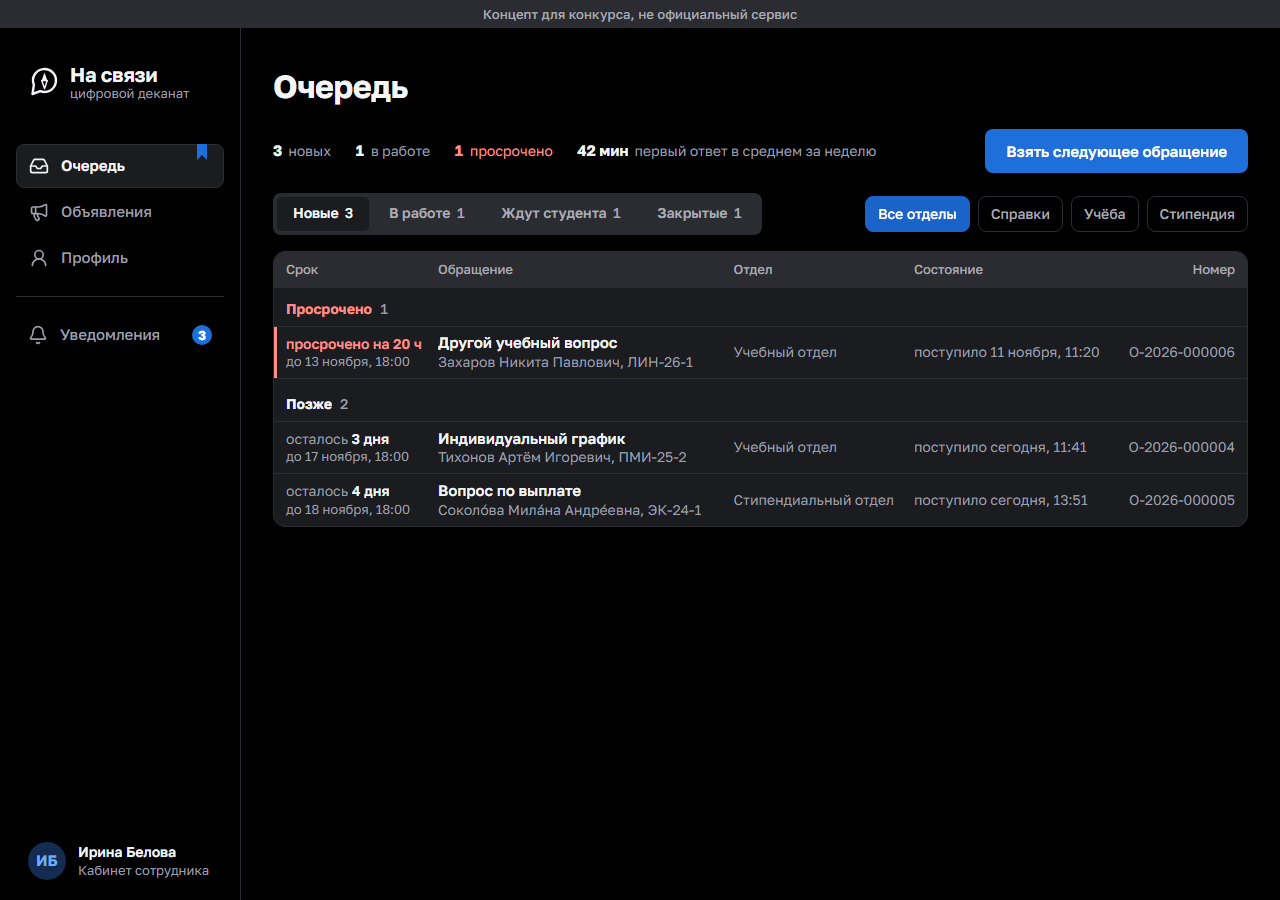 Концепт для конкурса, не официальный сервис
На связи
цифровой деканат
Очередь
Объявления
Профиль
Уведомления 3
ИБ
Ирина Белова
Кабинет сотрудника
Очередь
3 новых 1 в работе 1 просрочено 42 мин первый ответ в среднем за неделю
Взять следующее обращение
Новые 3 В работе 1 Ждут студента 1 Закрытые 1
Все отделы Справки Учёба Стипендия
Срок Обращение Отдел Состояние Номер
Просрочено 1
просрочено на 20 ч
до 13 ноября, 18:00
Другой учебный вопрос
Захаров Никита Павлович, ЛИН-26-1
Учебный отдел
поступило 11 ноября, 11:20
О-2026-000006
Позже 2
осталось 3 дня
до 17 ноября, 18:00
Индивидуальный график
Тихонов Артём Игоревич, ПМИ-25-2
Учебный отдел
поступило сегодня, 11:41
О-2026-000004
осталось 4 дня
до 18 ноября, 18:00
Вопрос по выплате
Соколо́ва Мила́на Андре́евна, ЭК-24-1
Стипендиальный отдел
поступило сегодня, 13:51
О-2026-000005